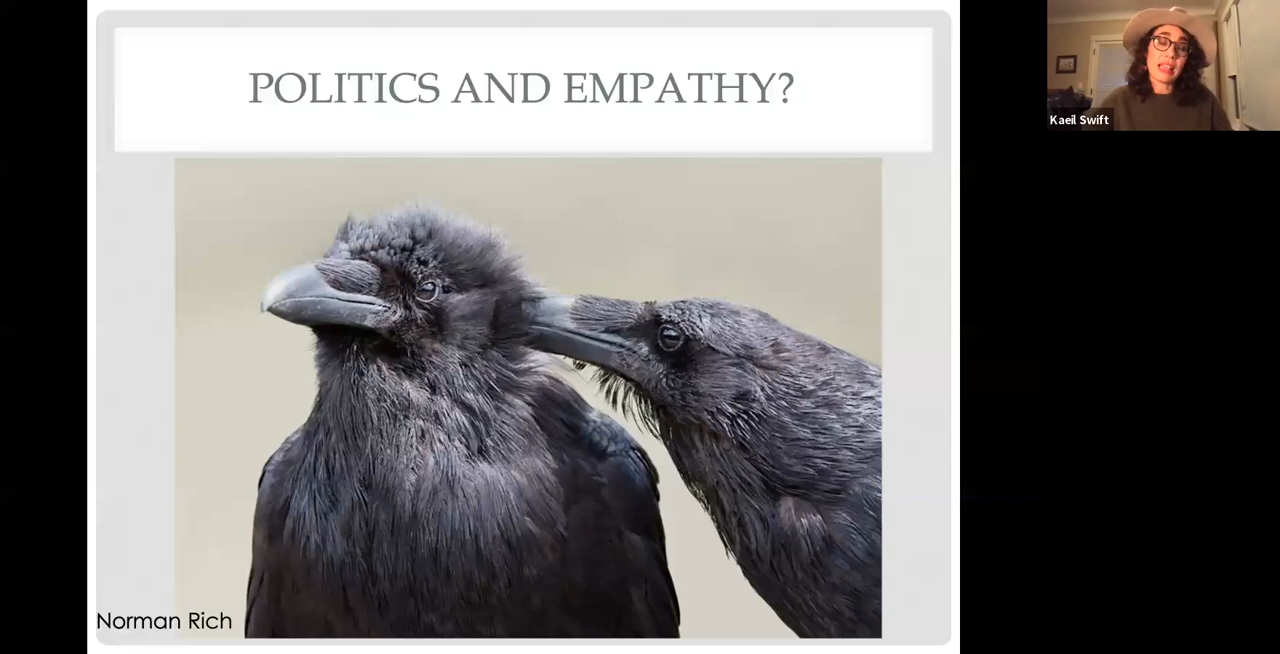 POLITICS AND EMPATHY?
Kaeil Swift
Norman Rich